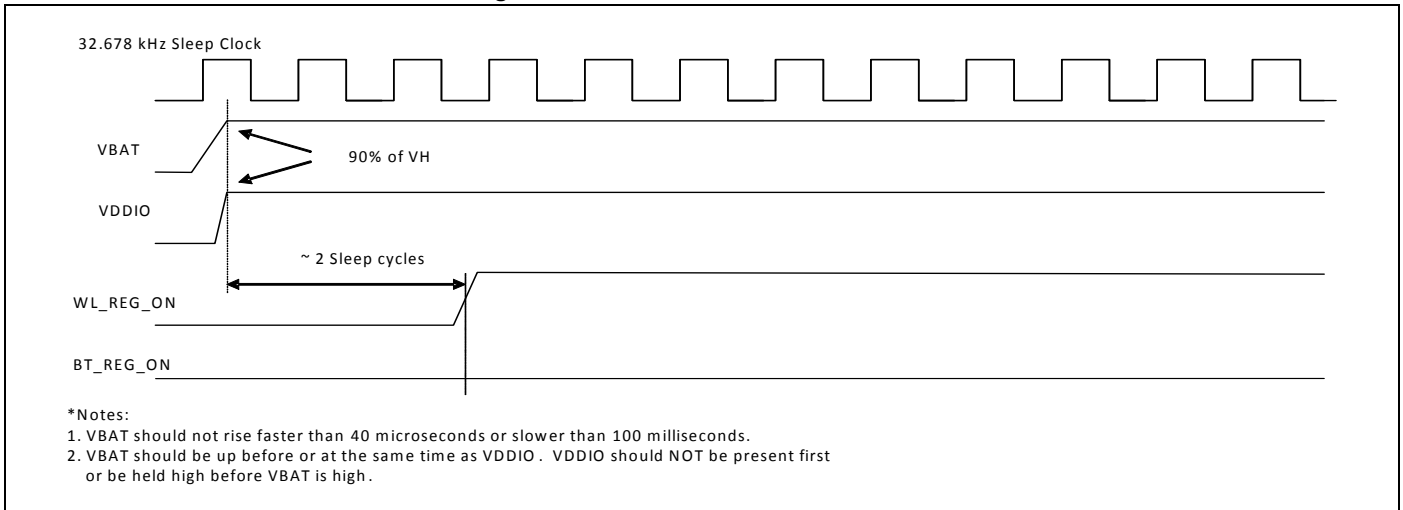 32.678 kHz Sleep Clock
VBAT
90% of VH
VDDIO
~ 2 Sleep cycles
WL_REG_ON
BT_REG_ON
*Notes:
1. VBAT should not rise faster than 40 microseconds or slower than 100 milliseconds.
2. VBAT should be up before or at the same time as VDDIO. VDDIO should NOT be present first
or be held high before VBAT is high.